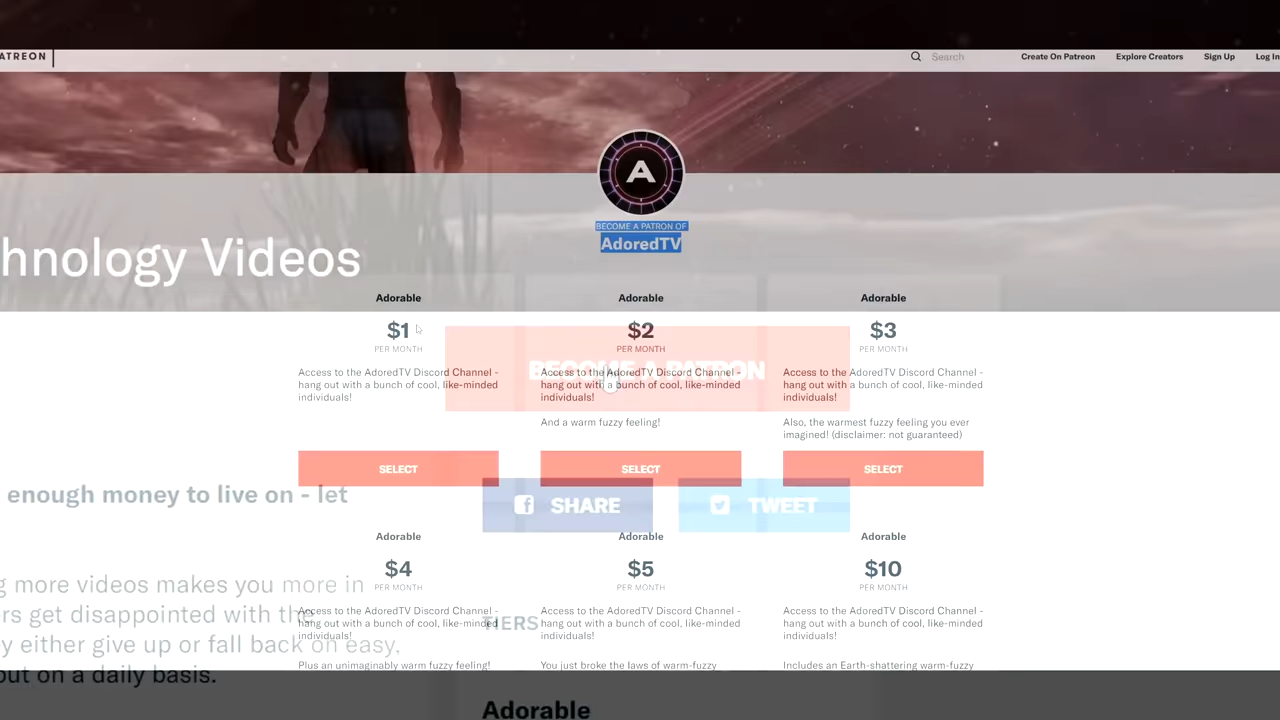 ATREON
Search
Create On Patreon
Explore Creators
Sign Up
Log In
A
BECOME A PATRON OF
AdoredTV
hnology Videos
Adorable
$1
PER MONTH
Access to the AdoredTV Discord Channel -
hang out with a bunch of cool, like-minded
individuals!
SELECT
Adorable
$2
PER MONTH
Access to the AdoredTV Discord Channel -
hang out with a bunch of cool, like-minded
individuals!
And a warm fuzzy feeling!
SELECT
Adorable
$3
PER MONTH
Access to the AdoredTV Discord Channel -
hang out with a bunch of cool, like-minded
individuals!
Also, the warmest fuzzy feeling you ever
imagined! (disclaimer: not guaranteed)
SELECT
BECOME A PATRON
SHARE
TWEET
enough money to live on - let
g more videos makes you more in
rs get disappointed with the
y either give up or fall back on easy,
out on a daily basis.
Adorable
$4
PER MONTH
Access to the AdoredTV Discord Channel -
hang out with a bunch of cool, like-minded
individuals!
Plus an unimaginably warm fuzzy feeling!
Adorable
$5
PER MONTH
Access to the AdoredTV Discord Channel -
hang out with a bunch of cool, like-minded
individuals!
You just broke the laws of warm-fuzzy
Adorable
$10
PER MONTH
Access to the AdoredTV Discord Channel -
hang out with a bunch of cool, like-minded
individuals!
Includes an Earth-shattering warm-fuzzy
TIERS
Adorable